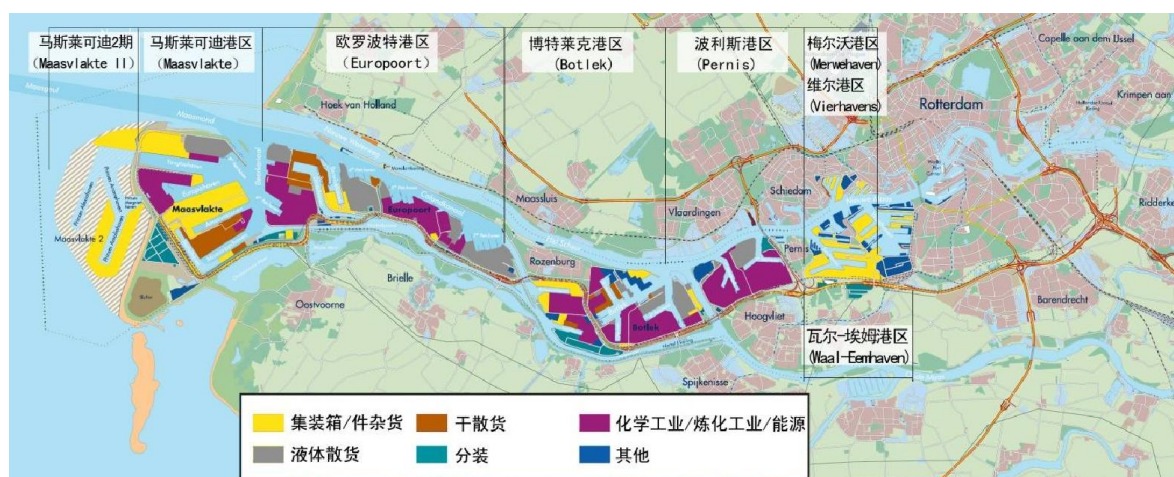 马斯莱可迪2期
(Maasvlakte II)
马斯莱可迪港区
(Maasvlakte)
欧罗波特港区
(Europoort)
博特莱克港区
(Botlek)
波利斯港区
(Pernis)
梅尔沃港区
(Merwehaven)
维尔港区
(Vierhavens)
Capelle aan dem IJssel
Krimpen aan
Hoek van Holland
Rotterdam
Maasmond
Maassluis
Schiedam
Vlaardingen
Maasvlakte
Europoort
Maasvlakte 2
Pernis
Ridderke
Rozenburg
Brielle
Oostvoorne
Botlek
Hoogvliet
Barendrecht
Spijkenisse
瓦尔-埃姆港区
(Waal-Eemhaven)
集装箱/件杂货
干散货
化学工业/炼化工业/能源
液体散货
分装
其他